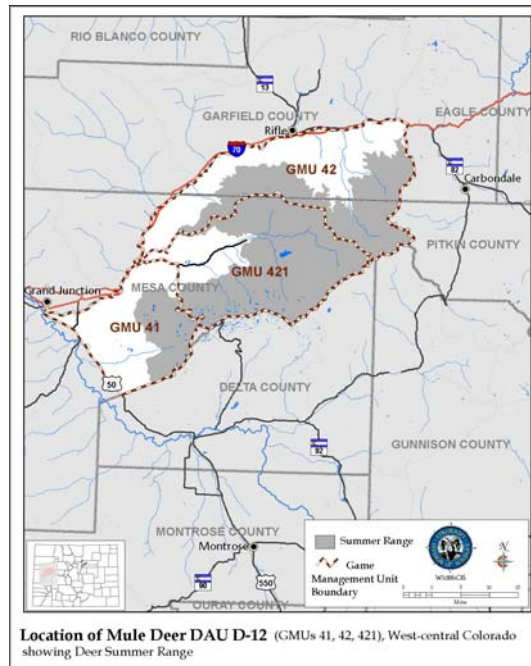 RIO BLANCO COUNTY
13
GARFIELD COUNTY
EAGLE COUNTY
Rifle
70
GMU 42
82
Carbondale
PITKIN COUNTY
GMU 421
Grand Junction
MESA COUNTY
GMU 41
50
DELTA COUNTY
GUNNISON COUNTY
92
MONTROSE COUNTY
Montrose
90
550
OURAY COUNTY
Summer Range
Game
Management Unit
Boundary
N
Miles
Location of Mule Deer DAU D-12 (GMUs 41, 42, 421), West-central Colorado
showing Deer Summer Range